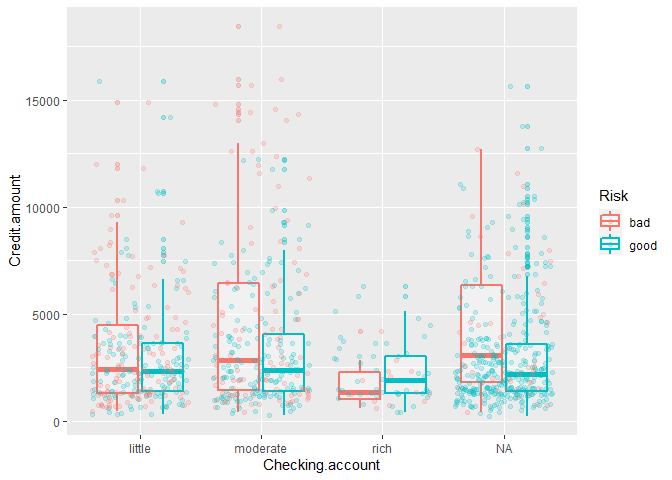 15000
10000
5000
0
Credit.amount
little
moderate
rich
NA
Checking.account
Risk
bad
good